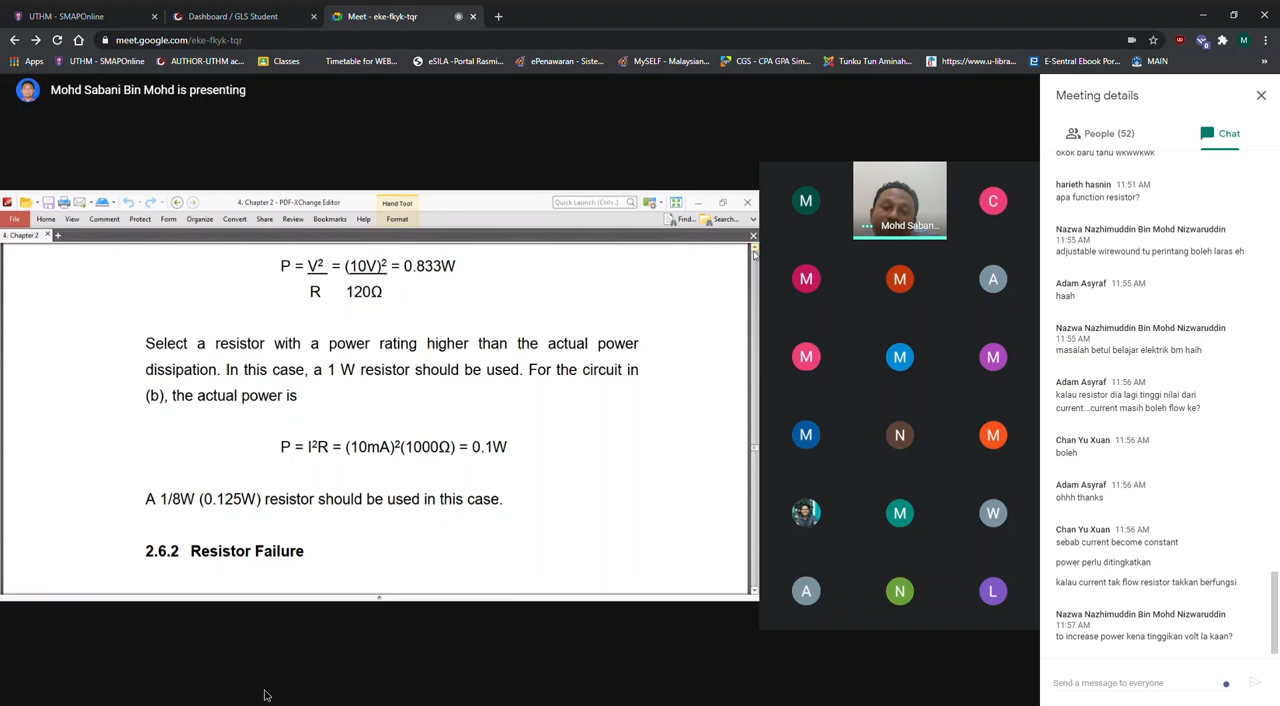 UTHM - SMAPOnline
Dashboard / GLS Student
Meet - eke-fkyk-tqr
meet.google.com/eke-fkyk-tqr
M
Apps
UTHM - SMAPOnline
AUTHOR-UTHM ac...
Classes
Timetable for WEB...
eSILA -Portal Rasmi...
ePenawaran - Siste...
MySELF - Malaysian...
CGS - CPA GPA Sim...
Tunku Tun Aminah...
https://www.u-libra...
E-Sentral Ebook Por...
MAIN
»
Mohd Sabani Bin Mohd is presenting
4. Chapter 2 - PDF-XChange Editor
Hand Tool
Quick Launch (Ctrl+.)
File Home View Comment Protect Form Organize Convert Share Review Bookmarks Help Format
Find...
Search...
4. Chapter 2
P = V² = (10V)² = 0.833W
R 120Ω
Select a resistor with a power rating higher than the actual power
dissipation. In this case, a 1 W resistor should be used. For the circuit in
(b), the actual power is
P = I²R = (10mA)²(1000Ω) = 0.1W
A 1/8W (0.125W) resistor should be used in this case.
2.6.2 Resistor Failure
M
Mohd Saban...
C
M M A
M M M
M N M
M W
A N L
Meeting details
People (52)
Chat
okok baru tahu wkwwkwk
harieth hasnin 11:51 AM
apa function resistor?
Nazwa Nazhimuddin Bin Mohd Nizwaruddin
11:55 AM
adjustable wirewound tu perintang boleh laras eh
Adam Asyraf 11:55 AM
haah
Nazwa Nazhimuddin Bin Mohd Nizwaruddin
11:55 AM
masalah betul belajar elektrik bm haih
Adam Asyraf 11:56 AM
kalau resistor dia lagi tinggi nilai dari
current...current masih boleh flow ke?
Chan Yu Xuan 11:56 AM
boleh
Adam Asyraf 11:56 AM
ohhh thanks
Chan Yu Xuan 11:56 AM
sebab current become constant
power perlu ditingkatkan
kalau current tak flow resistor takkan berfungsi
Nazwa Nazhimuddin Bin Mohd Nizwaruddin
11:57 AM
to increase power kena tinggikan volt la kaan?
Send a message to everyone